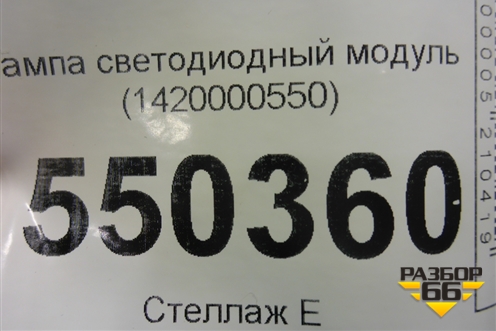 ампа светодиодный модуль
(1420000550)
550360
Стеллаж Е
РАЗБОР
66